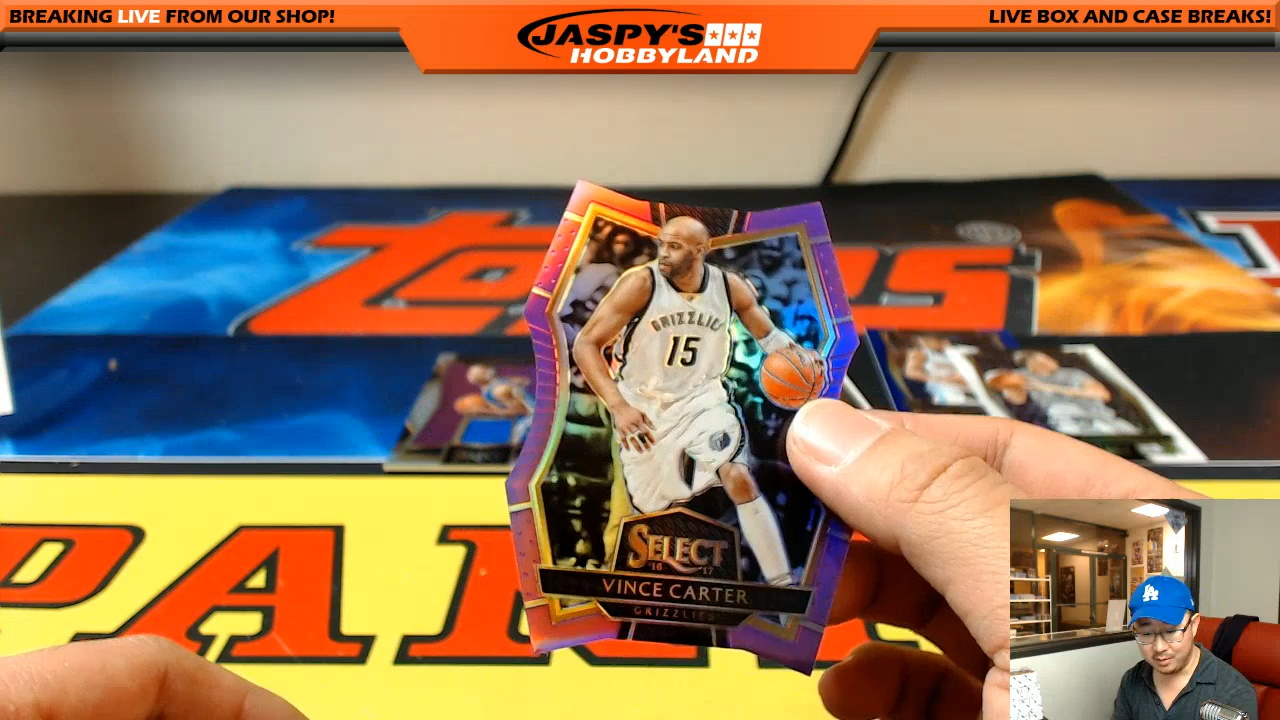 BREAKING LIVE FROM OUR SHOP!
JASPY'S
HOBBYLAND
LIVE BOX AND CASE BREAKS!
GRIZZLIES
15
SELECT
'16 '17
VINCE CARTER
GRIZZLIES
LA